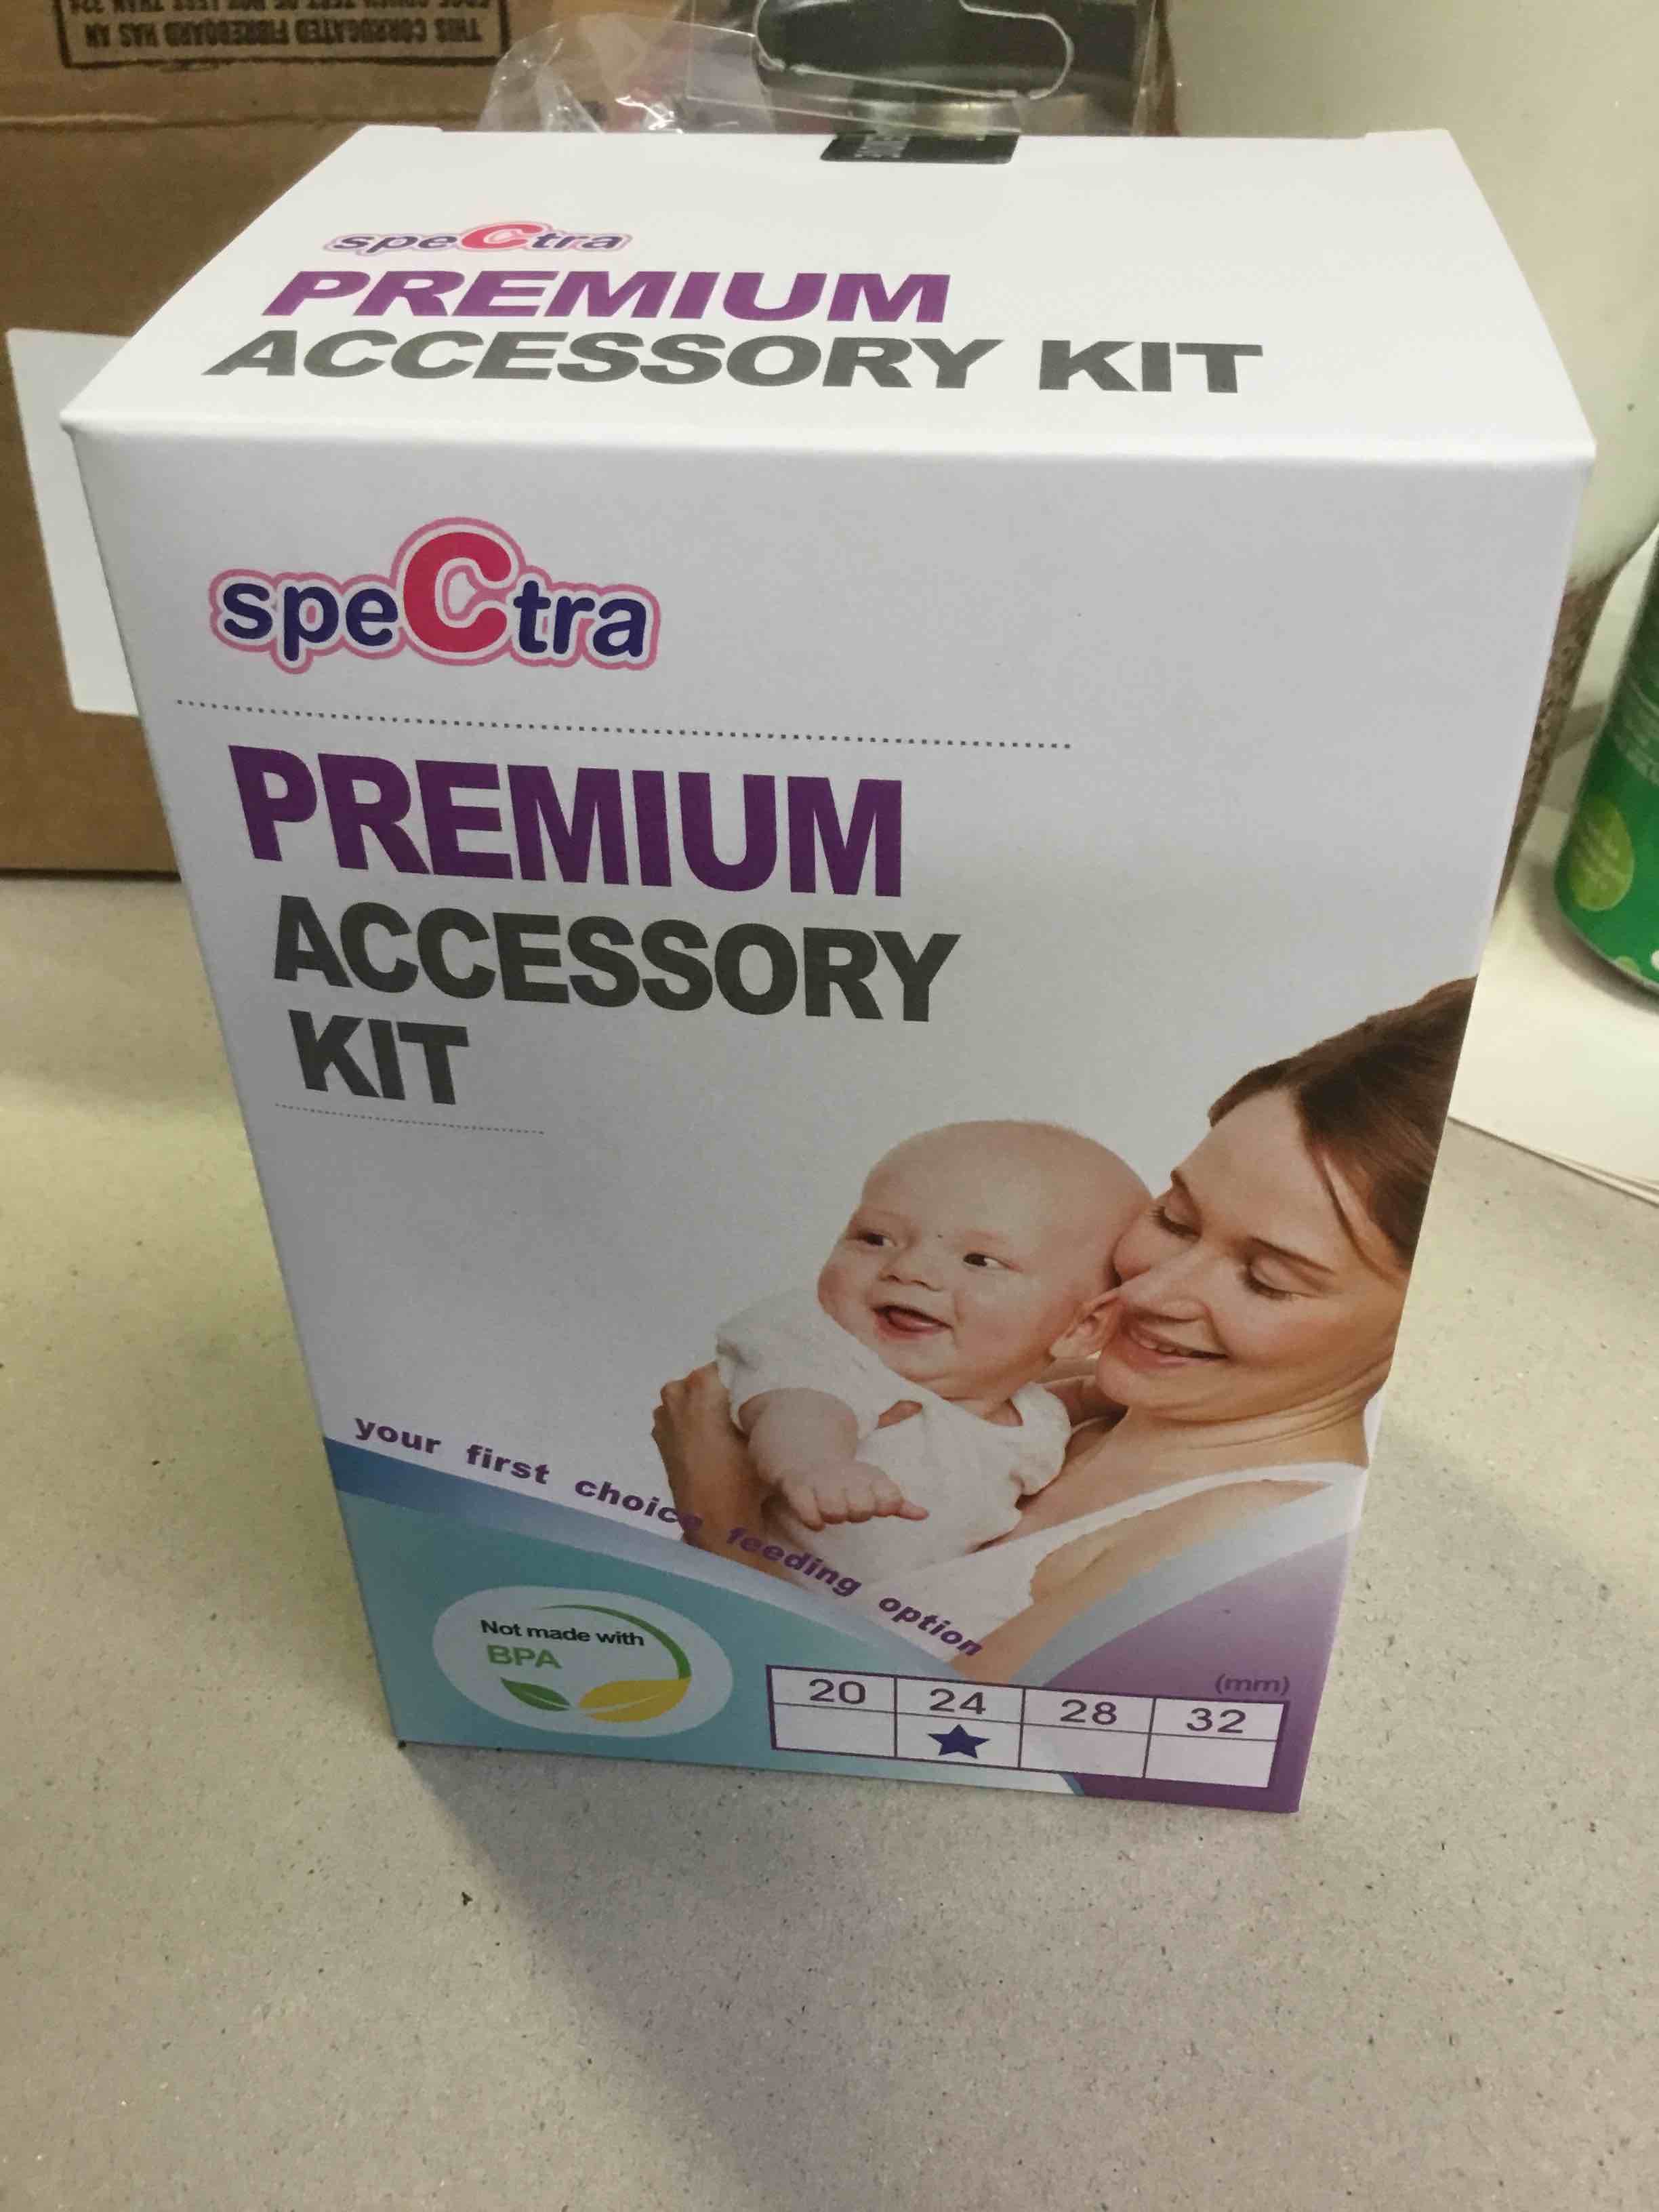 THIS CORRUGATED FIBREBOARD HAS AN
speCtra
PREMIUM
ACCESSORY KIT
speCtra
PREMIUM
ACCESSORY
KIT
your first choice feeding option
Not made with
BPA
(mm)
20 24 28 32